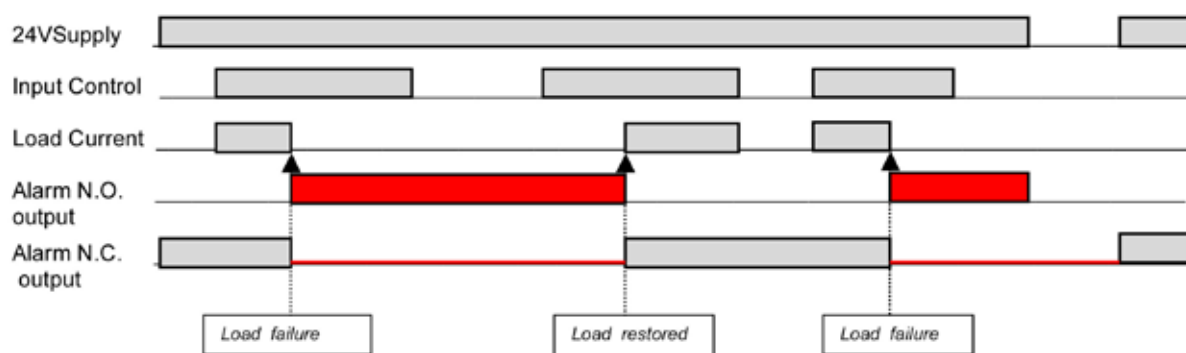 24VSupply
Input Control
Load Current
Alarm N.O.
output
Alarm N.C.
output
Load failure
Load restored
Load failure